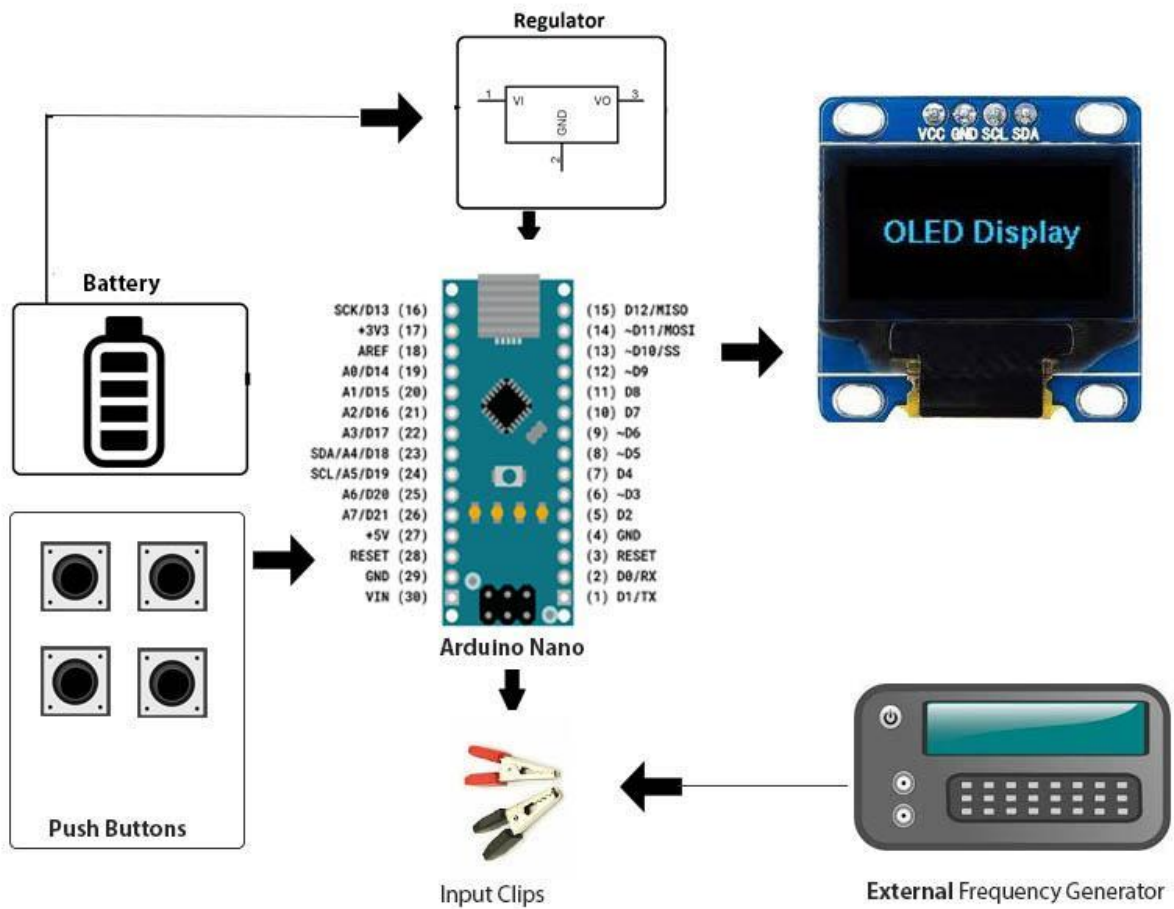 Regulator
1
VI
VO
3
GND
2
VCC GND SCL SDA
OLED Display
Battery
SCK/D13 (16)
+3V3 (17)
AREF (18)
A0/D14 (19)
A1/D15 (20)
A2/D16 (21)
A3/D17 (22)
SDA/A4/D18 (23)
SCL/A5/D19 (24)
A6/D20 (25)
A7/D21 (26)
+5V (27)
RESET (28)
GND (29)
VIN (30)
(15) D12/MISO
(14) ~D11/MOSI
(13) ~D10/SS
(12) ~D9
(11) D8
(10) D7
(9) ~D6
(8) ~D5
(7) D4
(6) ~D3
(5) D2
(4) GND
(3) RESET
(2) D0/RX
(1) D1/TX
Arduino Nano
Push Buttons
Input Clips
External Frequency Generator